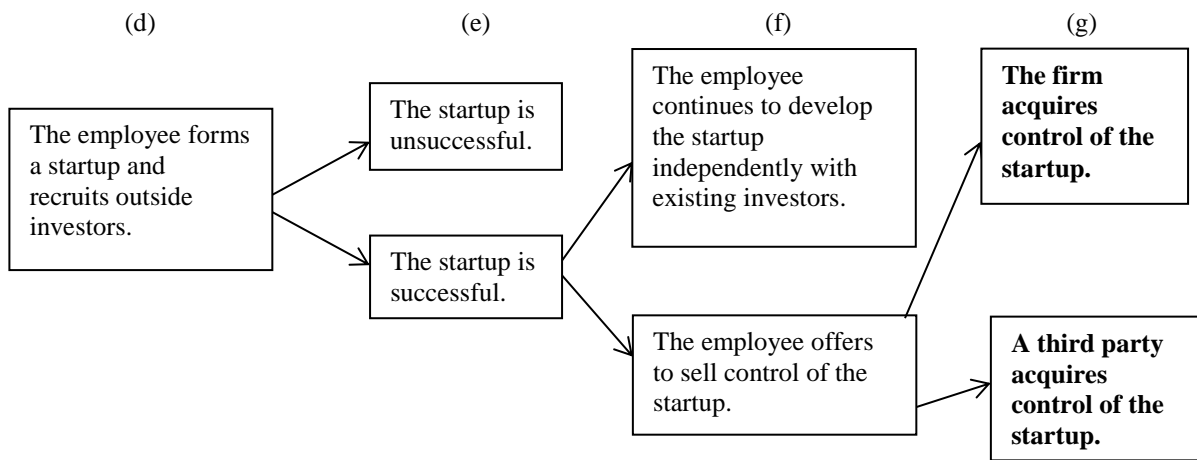 (d)
(e)
(f)
(g)
The employee forms
a startup and
recruits outside
investors.
The startup is
unsuccessful.
The startup is
successful.
The employee
continues to develop
the startup
independently with
existing investors.
The employee offers
to sell control of the
startup.
The firm
acquires
control of the
startup.
A third party
acquires
control of the
startup.